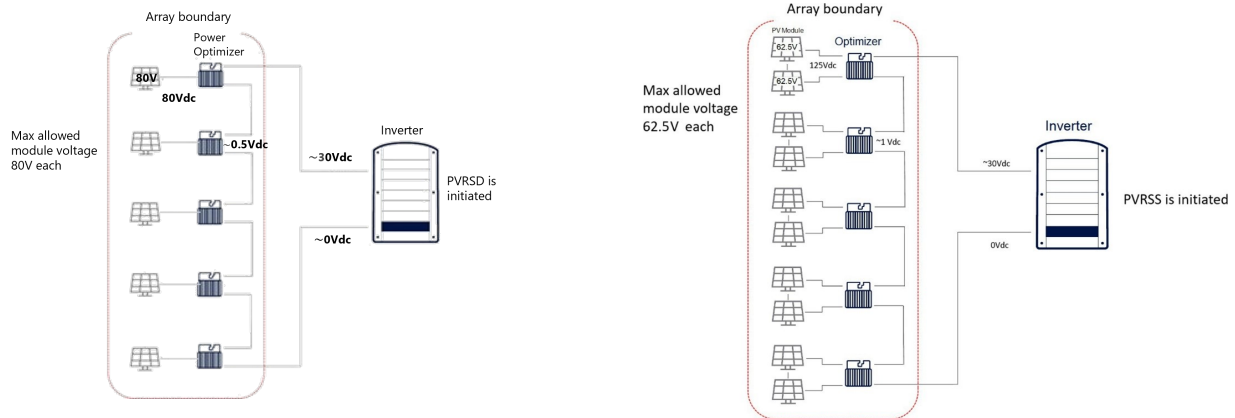 Array boundary
Power
Optimizer
80V
80Vdc
Max allowed
module voltage
80V each
~0.5Vdc
~30Vdc
Inverter
PVRSD is
initiated
~0Vdc
Array boundary
PV Module
Optimizer
62.5V
125Vdc
62.5V
Max allowed
module voltage
62.5V each
~1 Vdc
Inverter
~30Vdc
PVRSS is initiated
0Vdc